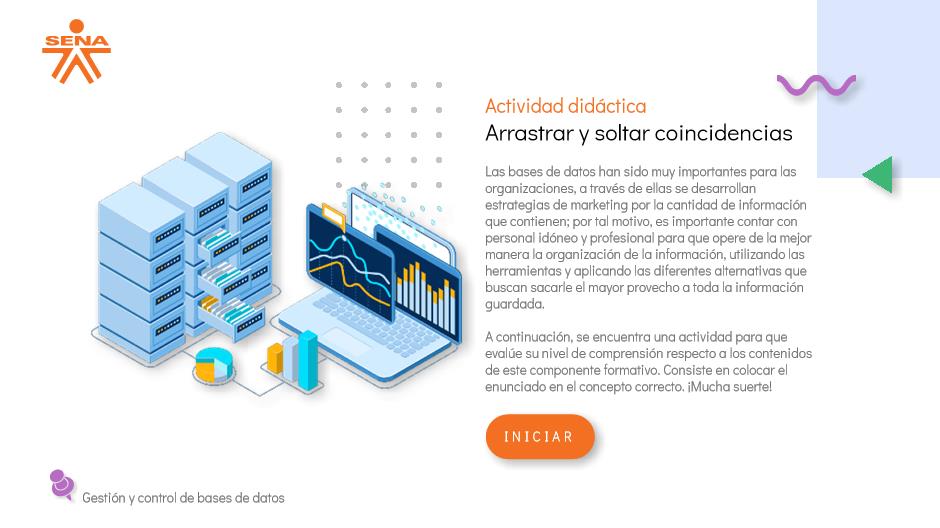 SENA
Actividad didáctica
Arrastrar y soltar coincidencias
Las bases de datos han sido muy importantes para las
organizaciones, a través de ellas se desarrollan
estrategias de marketing por la cantidad de información
que contienen; por tal motivo, es importante contar con
personal idóneo y profesional para que opere de la mejor
manera la organización de la información, utilizando las
herramientas y aplicando las diferentes alternativas que
buscan sacarle el mayor provecho a toda la información
guardada.
A continuación, se encuentra una actividad para que
evalúe su nivel de comprensión respecto a los contenidos
de este componente formativo. Consiste en colocar el
enunciado en el concepto correcto. ¡Mucha suerte!
INICIAR
Gestión y control de bases de datos